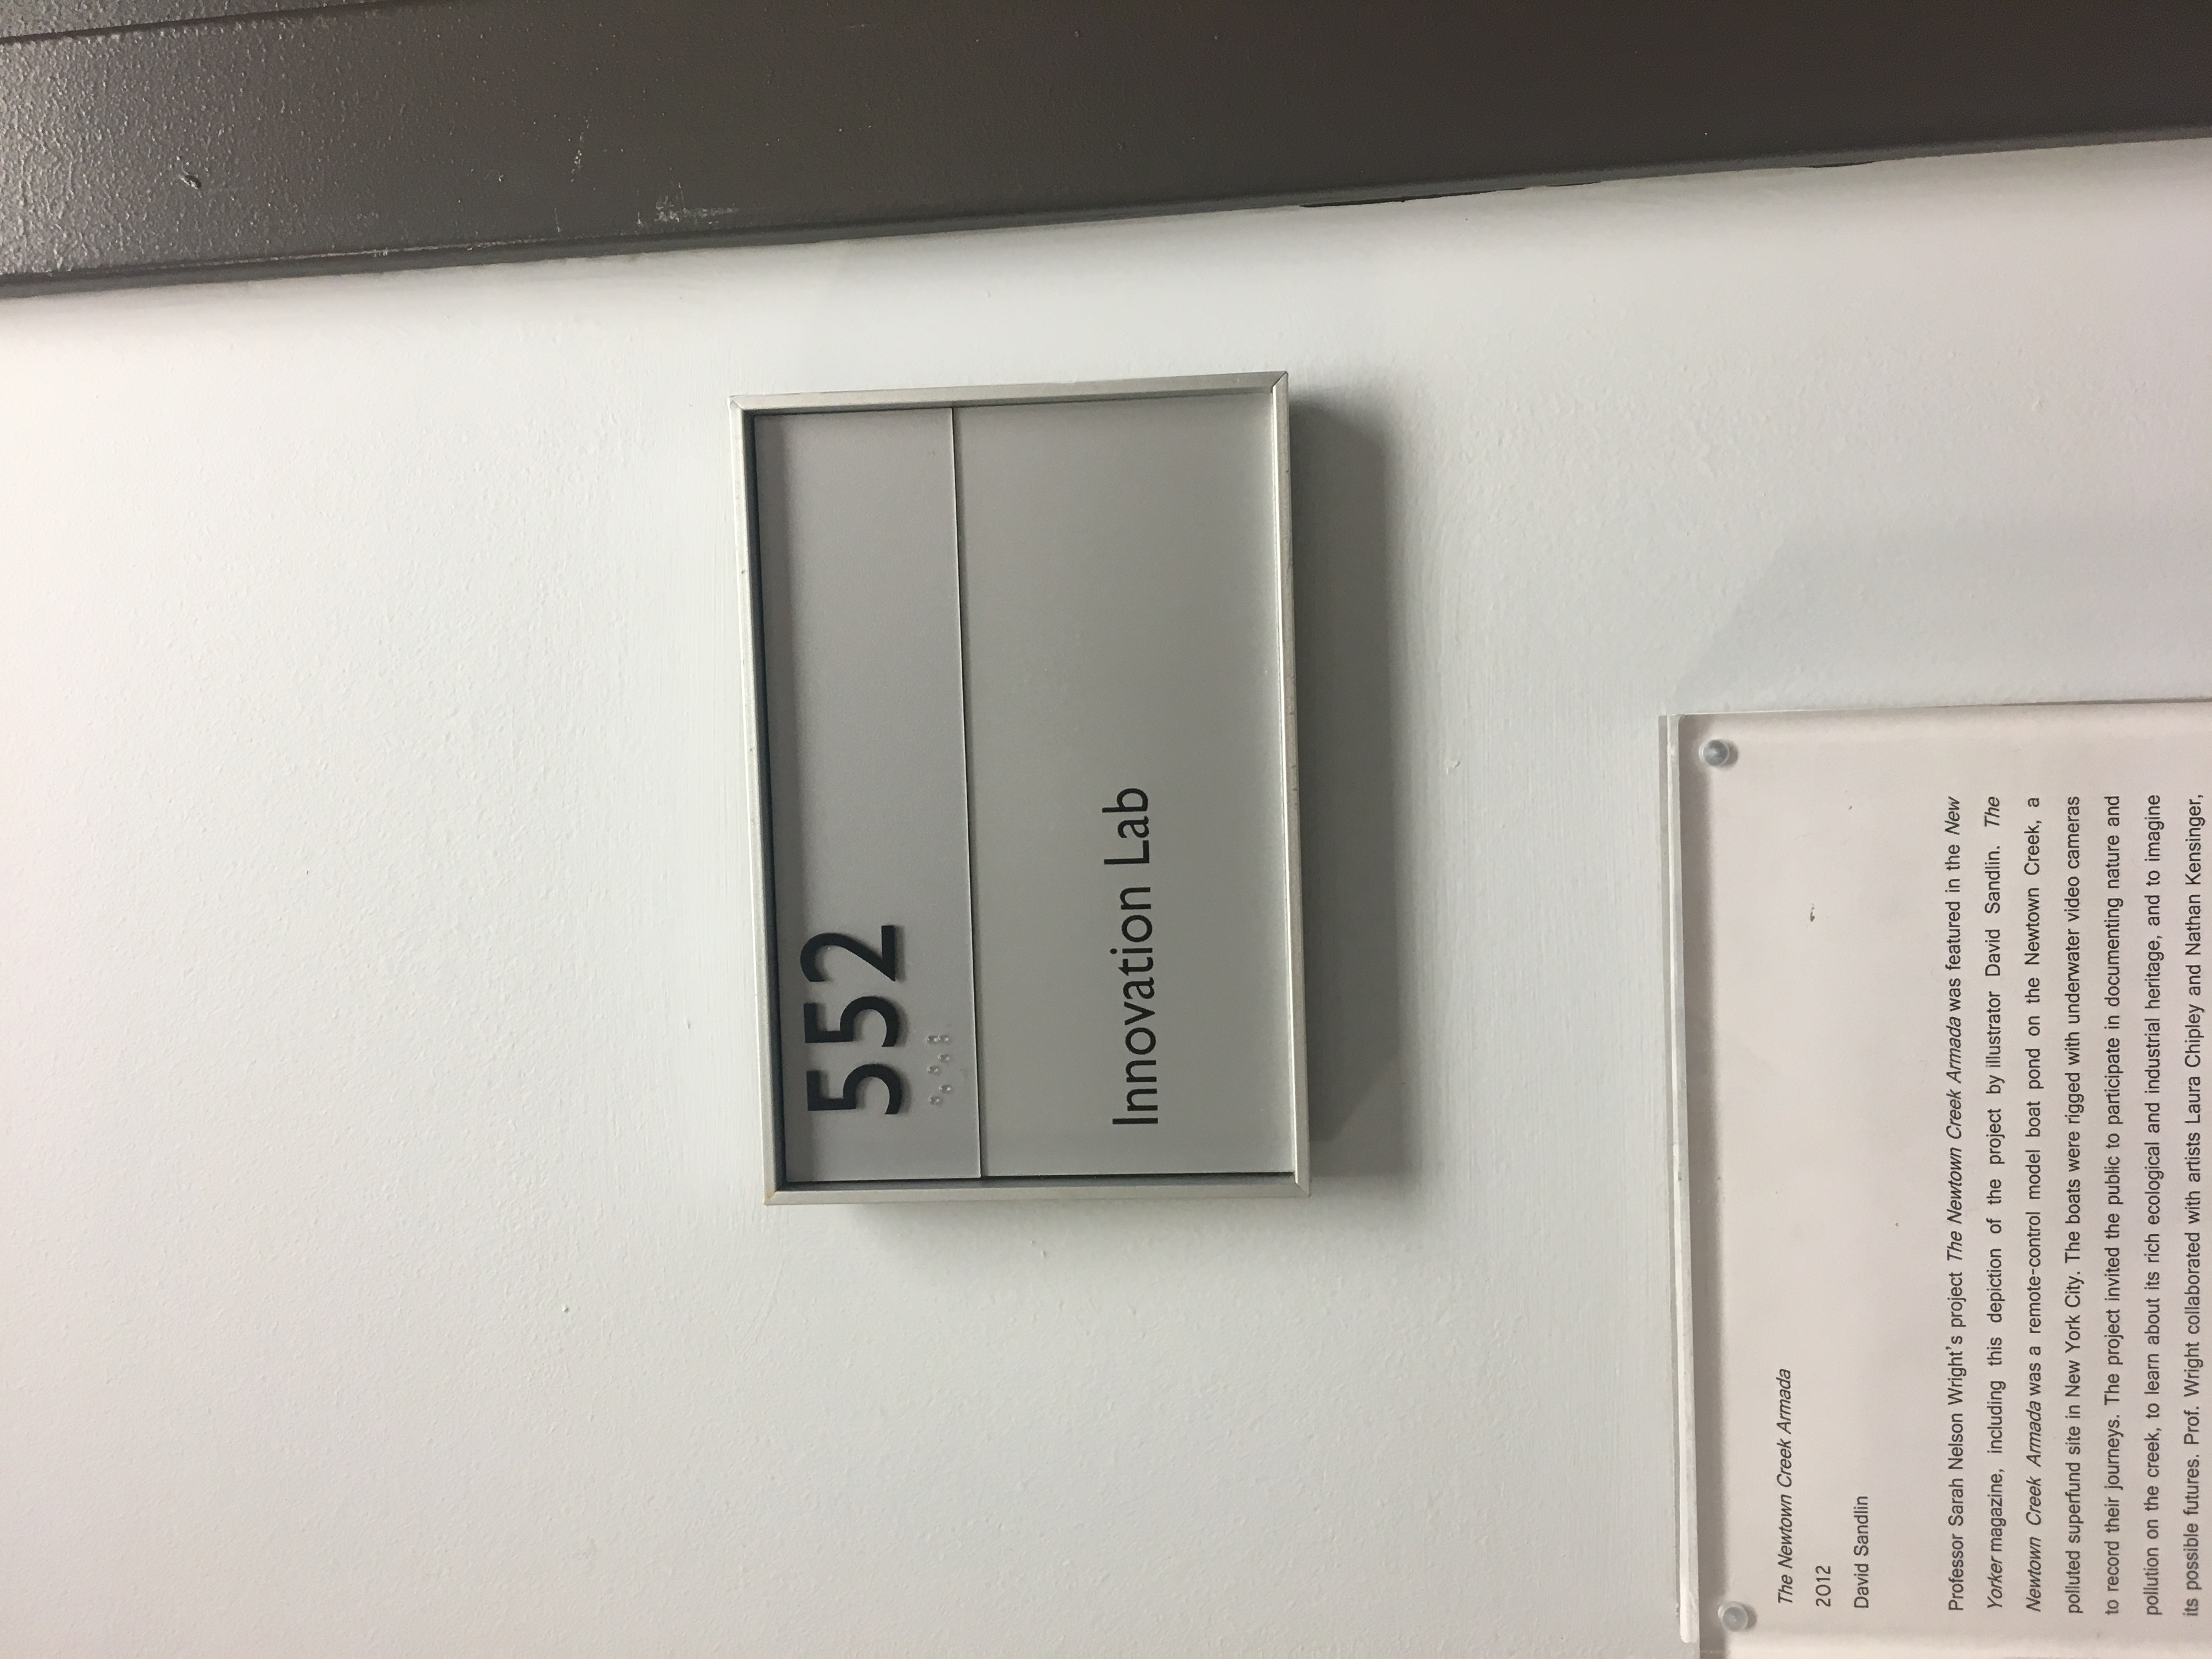 552
Innovation Lab
The Newtown Creek Armada
2012
David Sandlin
Professor Sarah Nelson Wright's project The Newtown Creek Armada was featured in the New
Yorker magazine, including this depiction of the project by illustrator David Sandlin. The
Newtown Creek Armada was a remote-control model boat pond on the Newtown Creek, a
polluted superfund site in New York City. The boats were rigged with underwater video cameras
to record their journeys. The project invited the public to participate in documenting nature and
pollution on the creek, to learn about its rich ecological and industrial heritage, and to imagine
its possible futures. Prof. Wright collaborated with artists Laura Chipley and Nathan Kensinger,